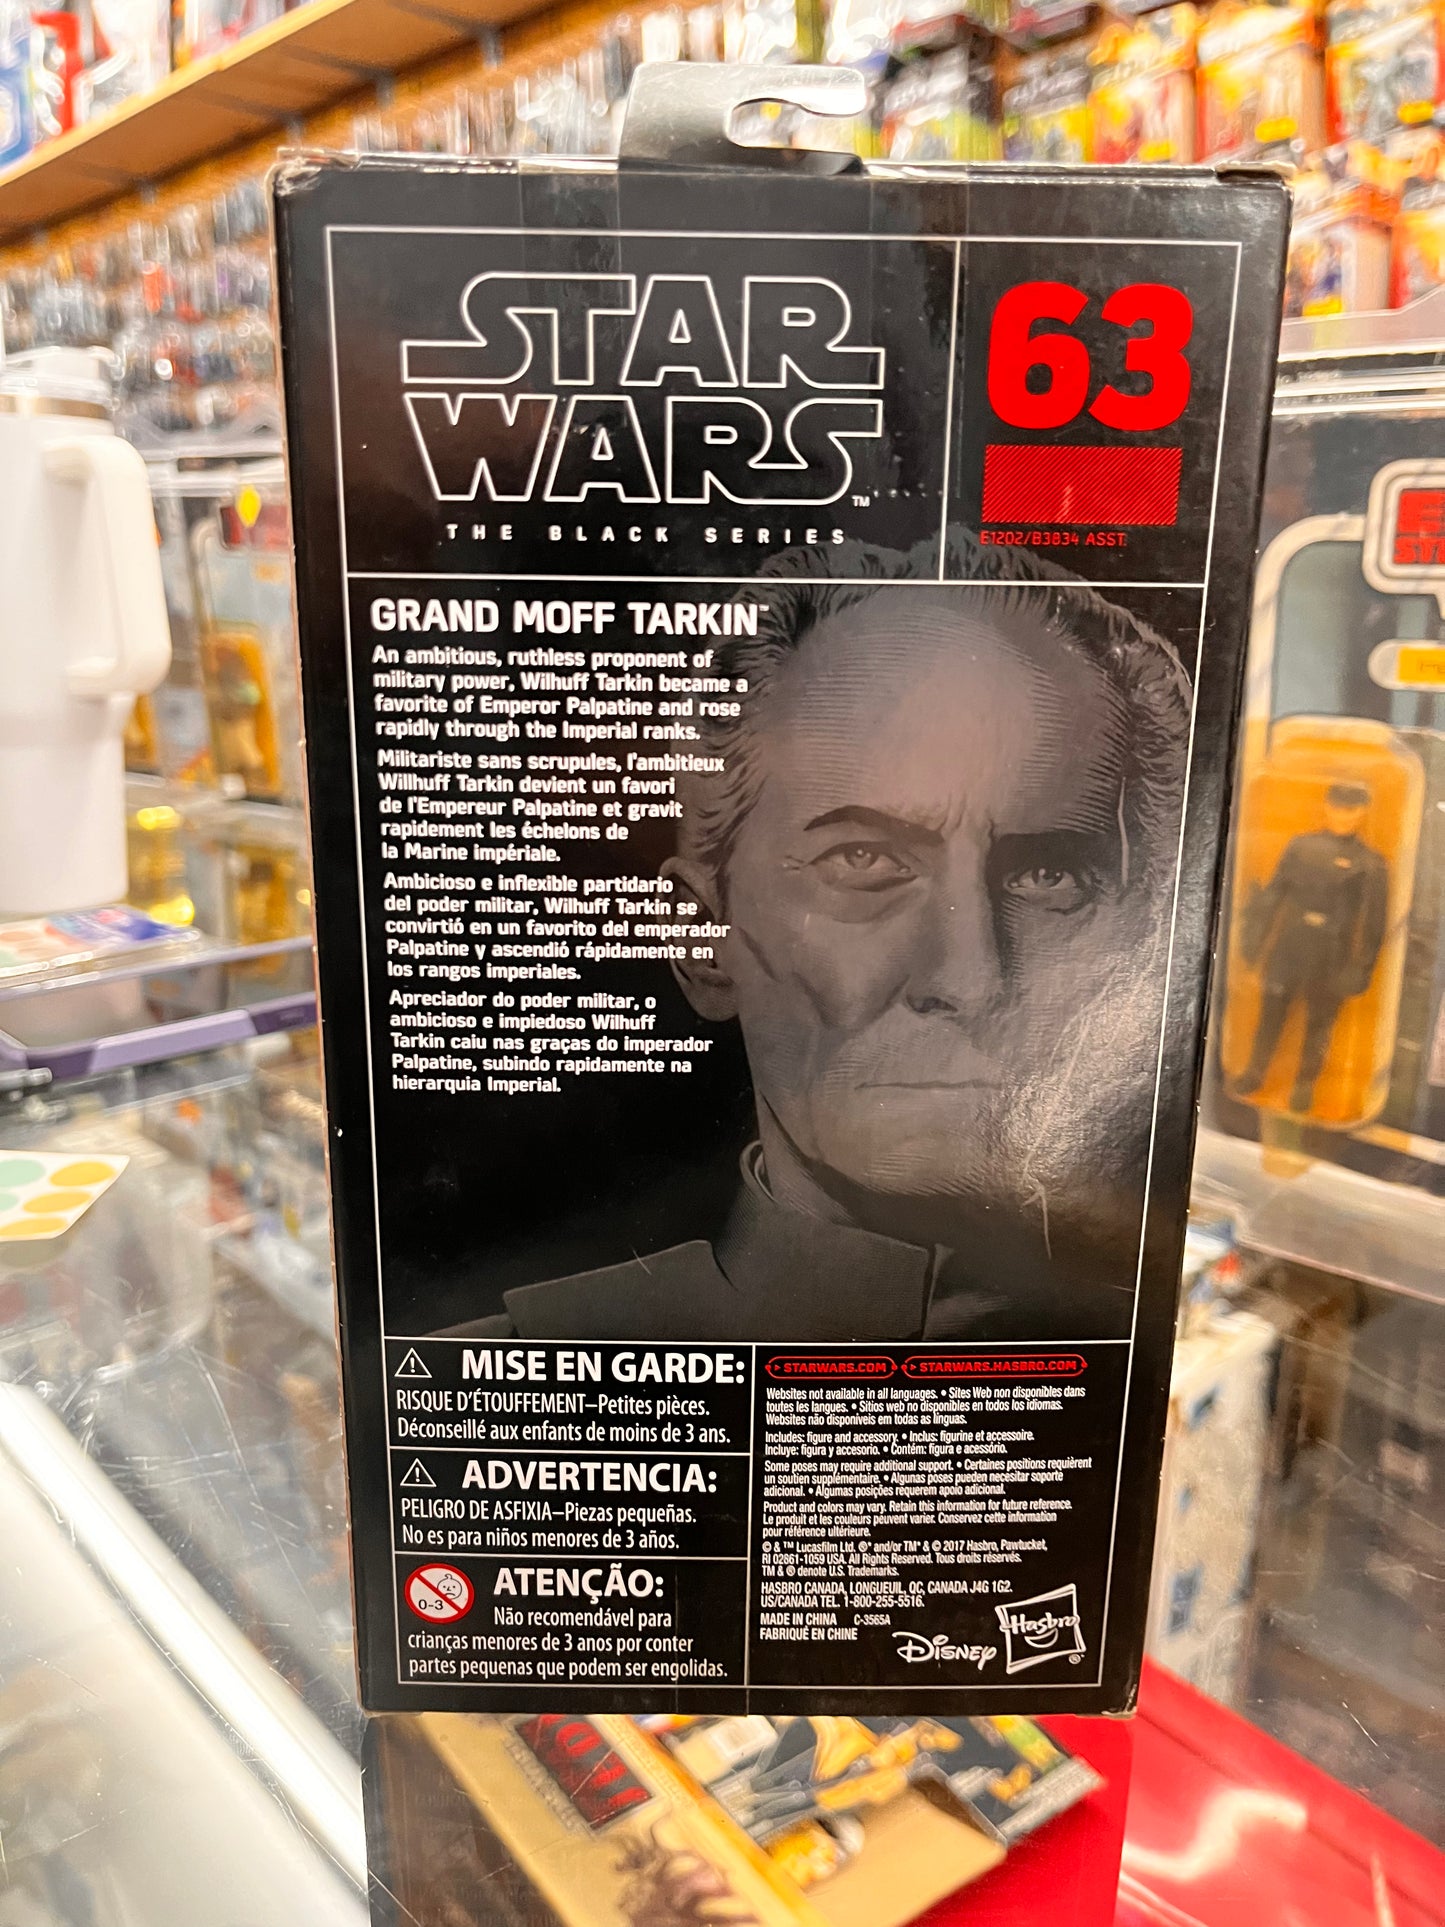 STAR
WARS™
THE BLACK SERIES
63
E1202/B3834 ASST.
GRAND MOFF TARKIN™
An ambitious, ruthless proponent of
military power, Wilhuff Tarkin became a
favorite of Emperor Palpatine and rose
rapidly through the Imperial ranks.
Militariste sans scrupules, l'ambitieux
Willhuff Tarkin devient un favori
de l'Empereur Palpatine et gravit
rapidement les échelons de
la Marine impériale.
Ambicioso e inflexible partidario
del poder militar, Wilhuff Tarkin se
convirtió en un favorito del emperador
Palpatine y ascendió rápidamente en
los rangos imperiales.
Apreciador do poder militar, o
ambicioso e impiedoso Wilhuff
Tarkin caiu nas graças do imperador
Palpatine, subindo rapidamente na
hierarquia Imperial.
MISE EN GARDE:
RISQUE D'ÉTOUFFEMENT–Petites pièces.
Déconseillé aux enfants de moins de 3 ans.
ADVERTENCIA:
PELIGRO DE ASFIXIA–Piezas pequeñas.
No es para niños menores de 3 años.
0-3
ATENÇÃO:
Não recomendável para
crianças menores de 3 anos por conter
partes pequenas que podem ser engolidas.
STARWARS.COM STARWARS.HASBRO.COM
Websites not available in all languages. • Sites Web non disponibles dans
toutes les langues. • Sitios web no disponibles en todos los idiomas.
Websites não disponíveis em todas as línguas.
Includes: figure and accessory. • Inclus: figurine et accessoire.
Incluye: figura y accesorio. • Contém: figura e acessório.
Some poses may require additional support. • Certaines positions requièrent
un soutien supplémentaire. • Algunas poses pueden necesitar soporte
adicional. • Algumas posições requerem apoio adicional.
Product and colors may vary. Retain this information for future reference.
Le produit et les couleurs peuvent varier. Conservez cette information
pour référence ultérieure.
© & ™ Lucasfilm Ltd. ®* and/or TM* & © 2017 Hasbro, Pawtucket,
RI 02861-1059 USA. All Rights Reserved. Tous droits réservés.
TM & ® denote U.S. Trademarks.
HASBRO CANADA, LONGUEUIL, QC, CANADA J4G 1G2.
US/CANADA TEL. 1-800-255-5516.
MADE IN CHINA C-3565A
FABRIQUÉ EN CHINE
Disney
Hasbro
®